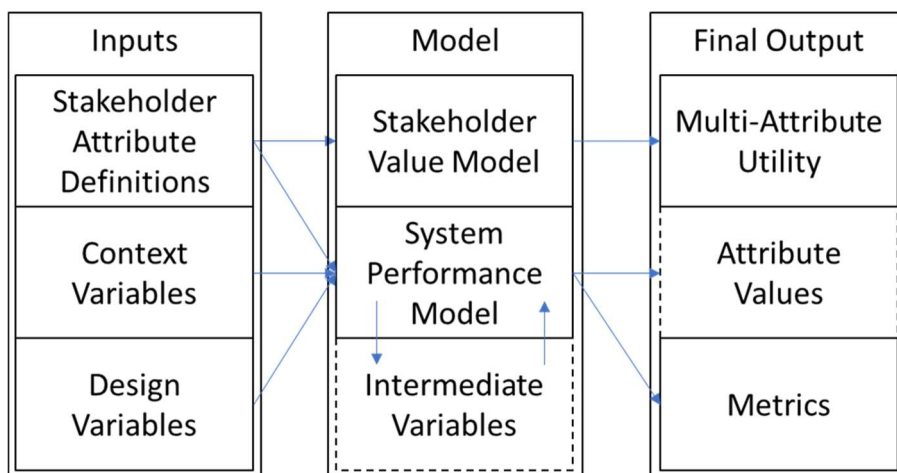 Inputs
Stakeholder
Attribute
Definitions
Context
Variables
Design
Variables
Model
Stakeholder
Value Model
System
Performance
Model
Intermediate
Variables
Final Output
Multi-Attribute
Utility
Attribute
Values
Metrics